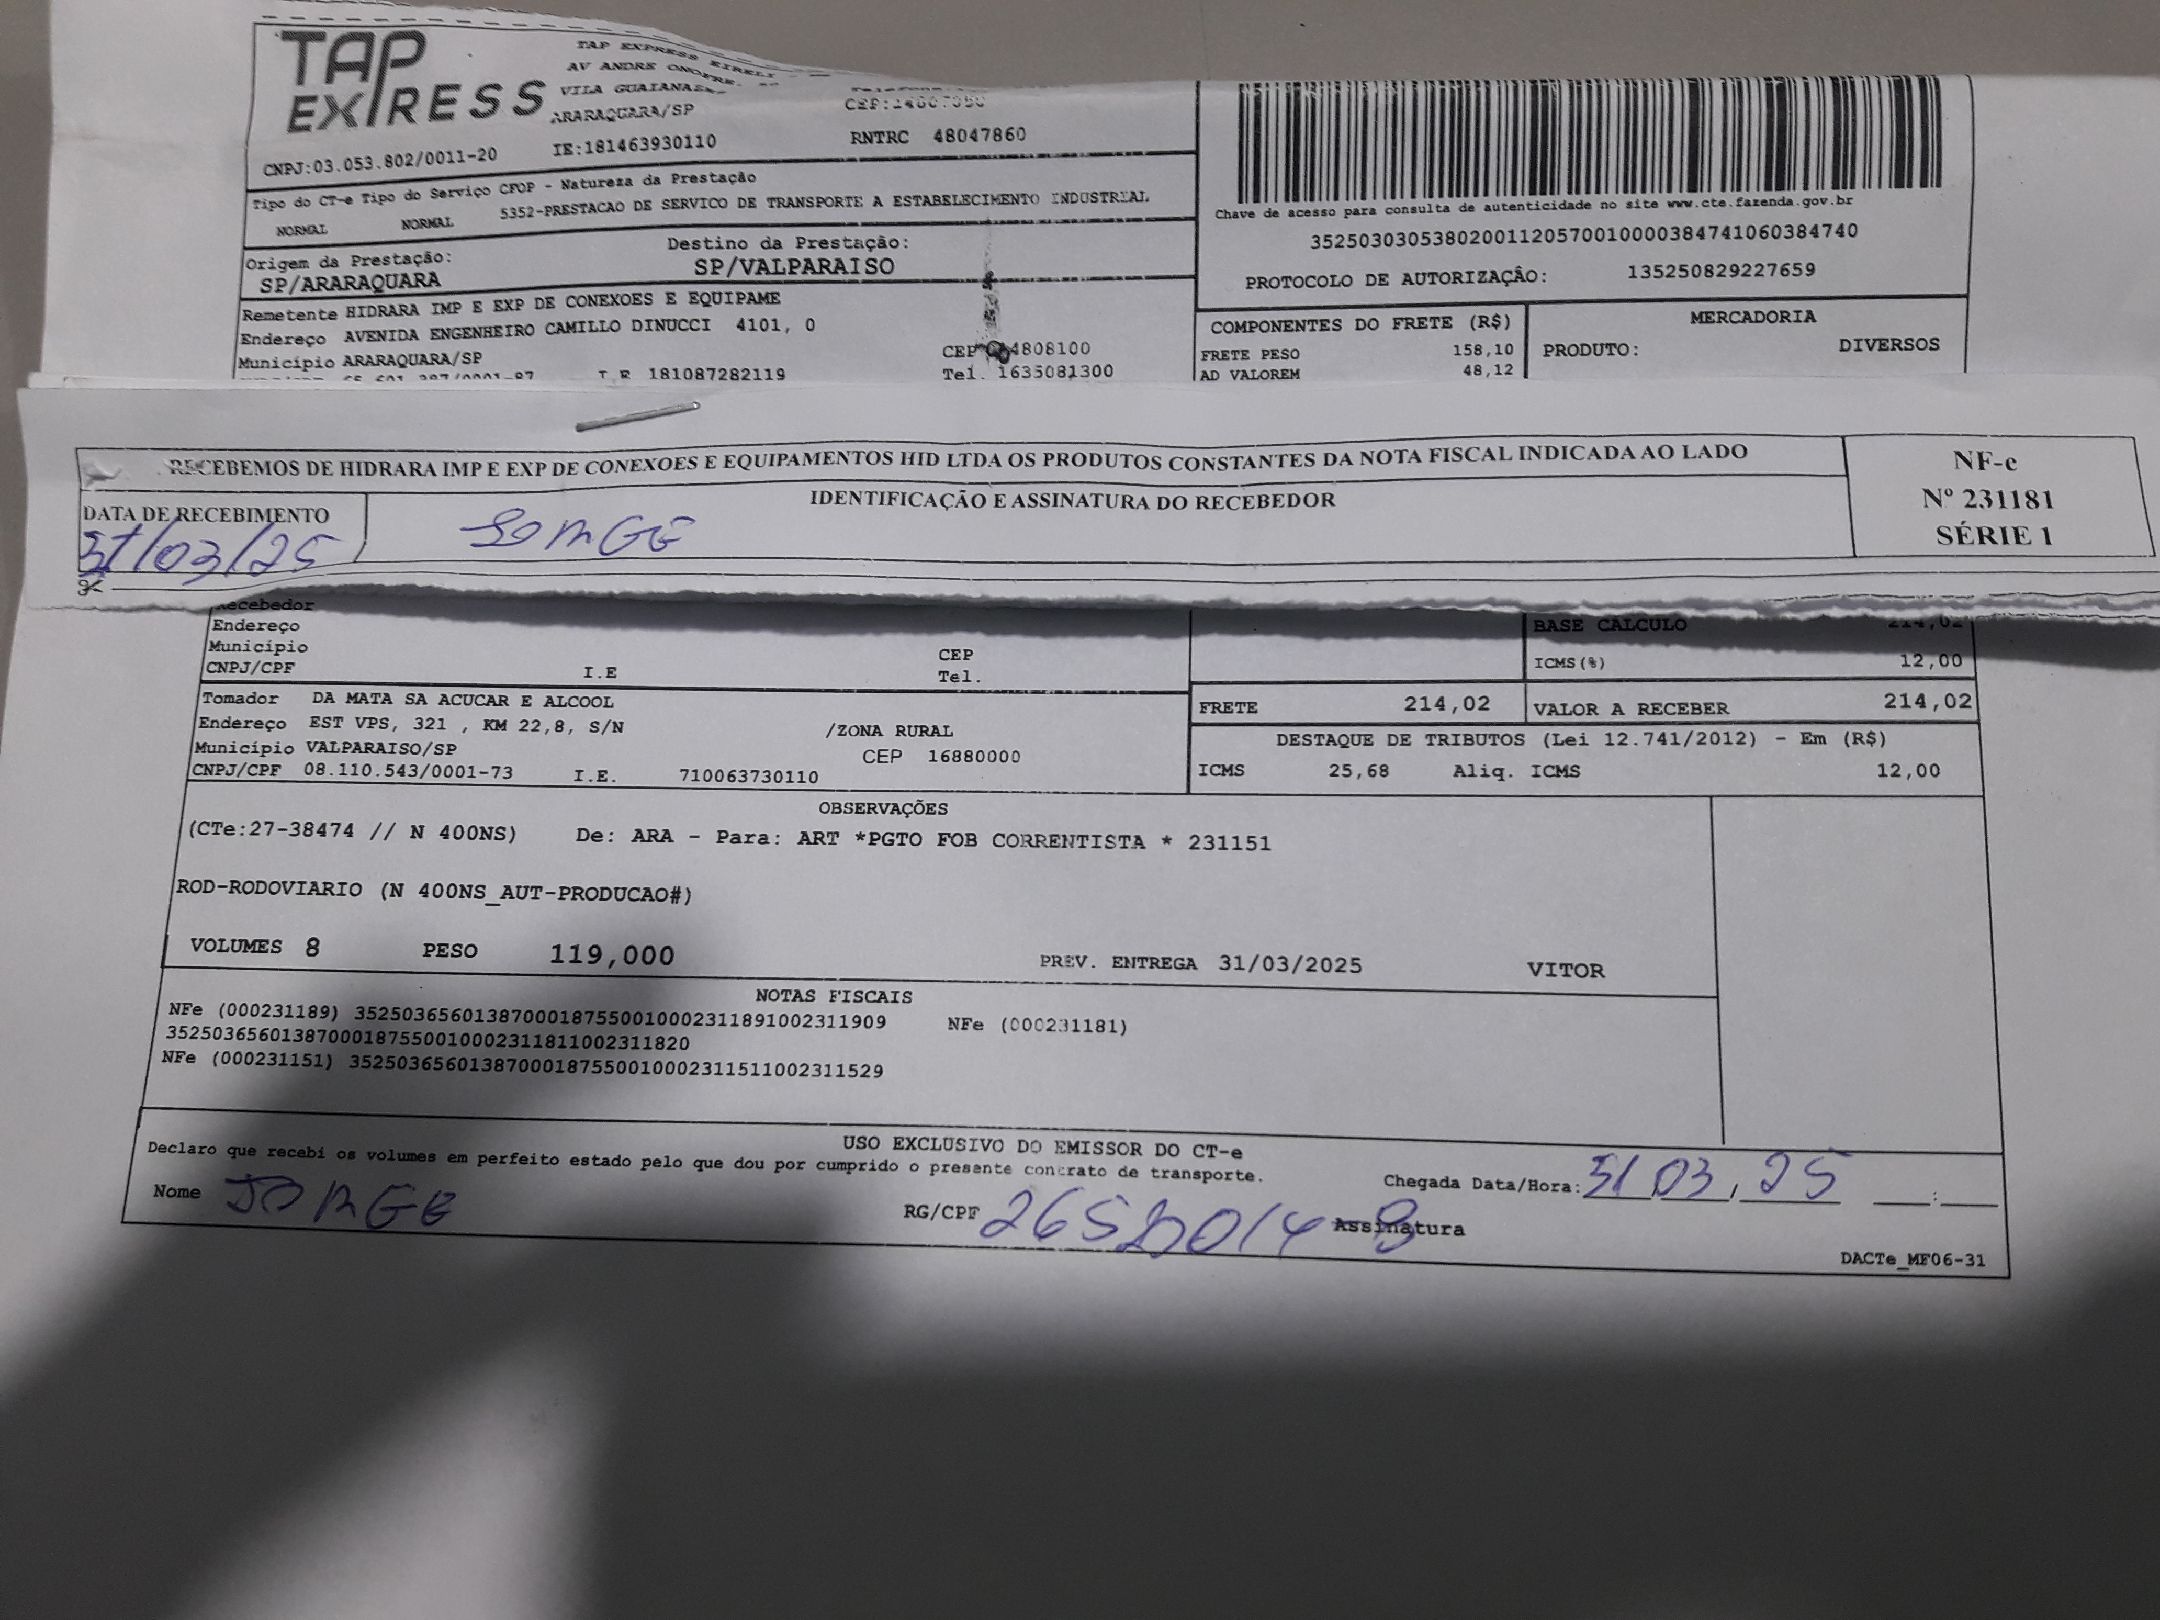 TAP EXPRESS
TAP EXPRESS EIRELI
AV ANDRE
VILA GUAIANAS
ARARAQUARA/SP
CNPJ:03.053.802/0011-20 IE:181463930110 RNTRC 48047860
Tipo do CT-e Tipo do Serviço CFOP - Natureza da Prestação
NORMAL NORMAL 5352-PRESTACAO DE SERVICO DE TRANSPORTE A ESTABELECIMENTO INDUSTRIAL
Origem da Prestação: Destino da Prestação:
SP/ARARAQUARA SP/VALPARAISO
Remetente HIDRARA IMP E EXP DE CONEXOES E EQUIPAME
Endereço AVENIDA ENGENHEIRO CAMILLO DINUCCI 4101, 0
Município ARARAQUARA/SP CEP 14808100
I.E 181087282119 Tel. 1635081300
Chave de acesso para consulta de autenticidade no site www.cte.fazenda.gov.br
35250303053802001120570010000384741060384740
PROTOCOLO DE AUTORIZAÇÃO: 135250829227659
COMPONENTES DO FRETE (R$) MERCADORIA
FRETE PESO 158,10 PRODUTO: DIVERSOS
AD VALOREM 48,12
RECEBEMOS DE HIDRARA IMP E EXP DE CONEXOES E EQUIPAMENTOS HID LTDA OS PRODUTOS CONSTANTES DA NOTA FISCAL INDICADA AO LADO
DATA DE RECEBIMENTO IDENTIFICAÇÃO E ASSINATURA DO RECEBEDOR
31/03/25 JORGE
NF-e
Nº 231181
SÉRIE 1
Recebedor
Endereço
Município CEP
CNPJ/CPF I.E Tel.
BASE CALCULO 214,02
ICMS(%) 12,00
Tomador DA MATA SA ACUCAR E ALCOOL
Endereço EST VPS, 321 , KM 22,8, S/N /ZONA RURAL
Município VALPARAISO/SP CEP 16880000
CNPJ/CPF 08.110.543/0001-73 I.E. 710063730110
FRETE 214,02 VALOR A RECEBER 214,02
DESTAQUE DE TRIBUTOS (Lei 12.741/2012) - Em (R$)
ICMS 25,68 Aliq. ICMS 12,00
OBSERVAÇÕES
(CTe:27-38474 // N 400NS) De: ARA - Para: ART *PGTO FOB CORRENTISTA * 231151
ROD-RODOVIARIO (N 400NS_AUT-PRODUCAO#)
VOLUMES 8 PESO 119,000 PREV. ENTREGA 31/03/2025 VITOR
NOTAS FISCAIS
NFe (000231189) 35250365601387000187550010002311891002311909 NFe (000231181)
35250365601387000187550010002311811002311820
NFe (000231151) 35250365601387000187550010002311511002311529
USO EXCLUSIVO DO EMISSOR DO CT-e
Declaro que recebi os volumes em perfeito estado pelo que dou por cumprido o presente contrato de transporte.
Chegada Data/Hora: 31 03, 25 :
Nome JORGE RG/CPF Assinatura
DACTe_MF06-31